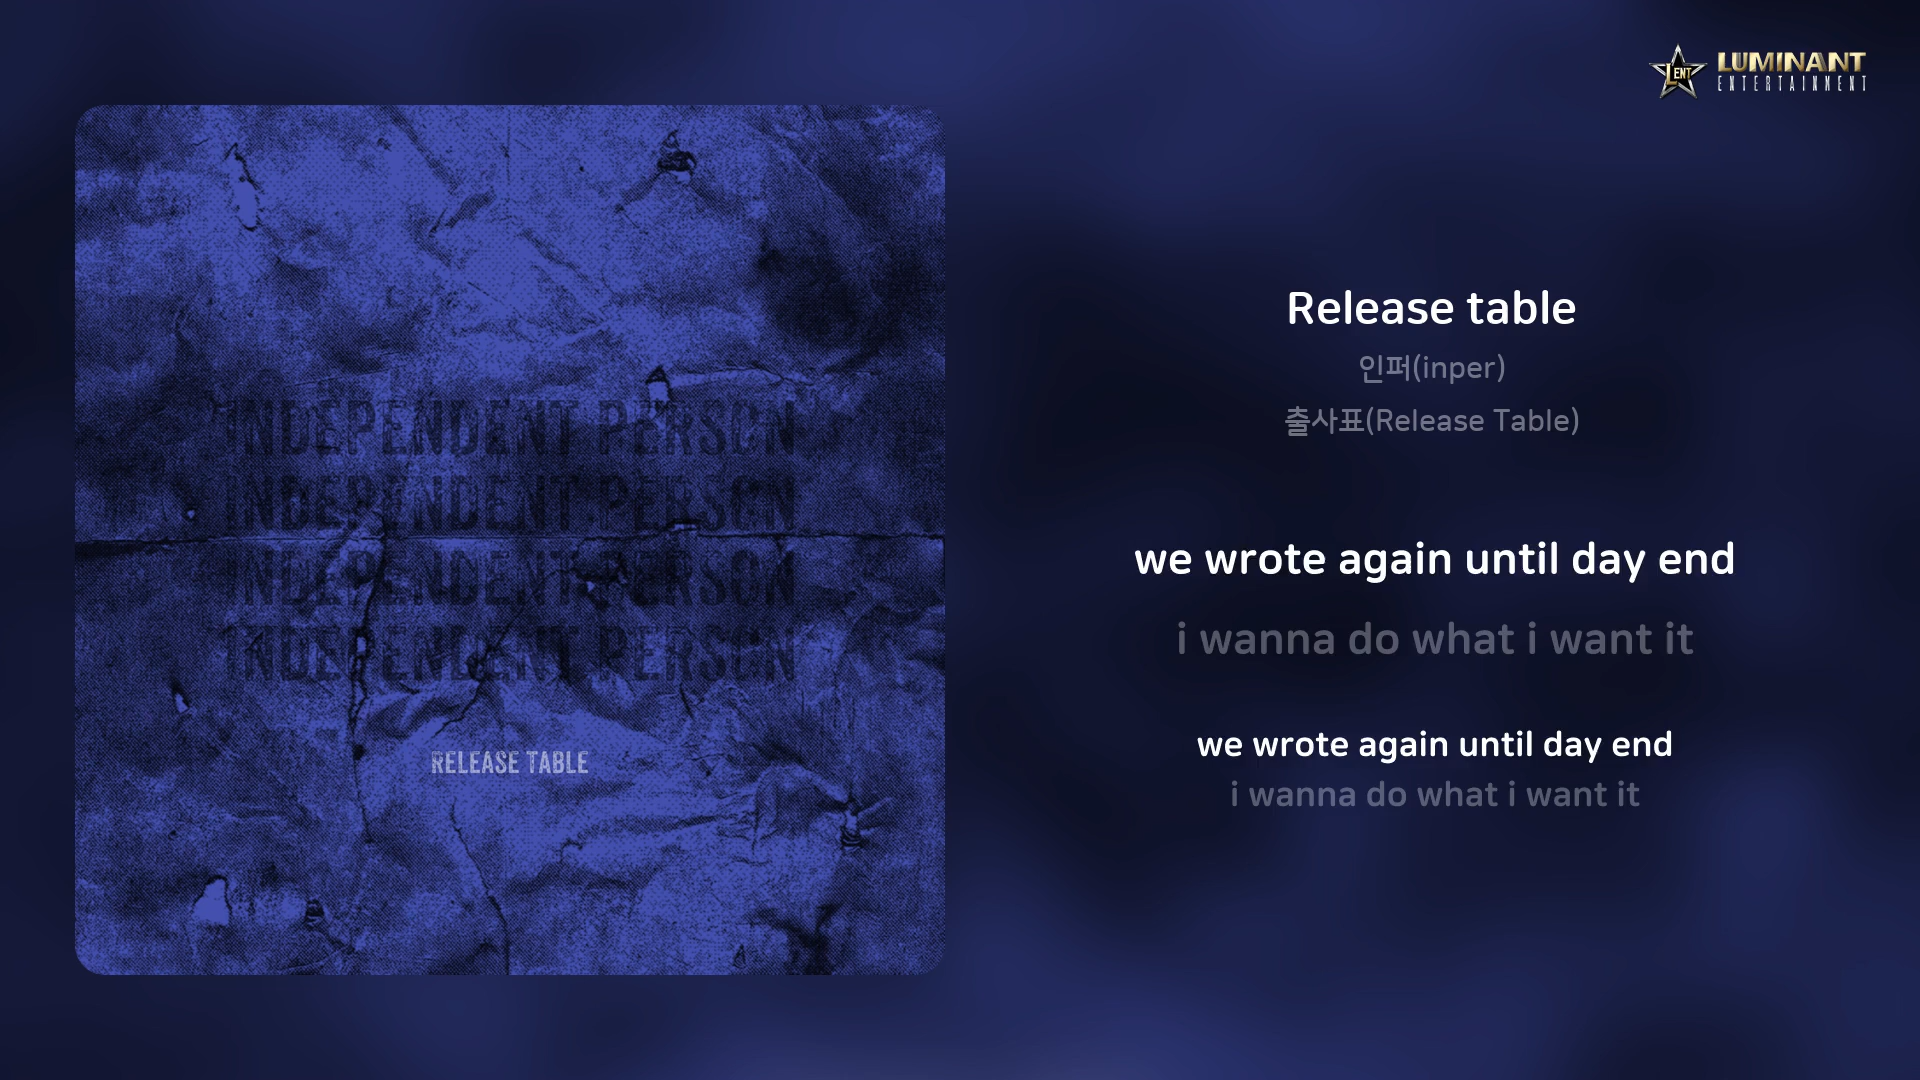 LENT
LUMINANT
ENTERTAINMENT
INDEPENDENT PERSON
INDEPENDENT PERSON
INDEPENDENT PERSON
INDEPENDENT PERSON
RELEASE TABLE
Release table
인퍼(inper)
출사표(Release Table)
we wrote again until day end
i wanna do what i want it
we wrote again until day end
i wanna do what i want it